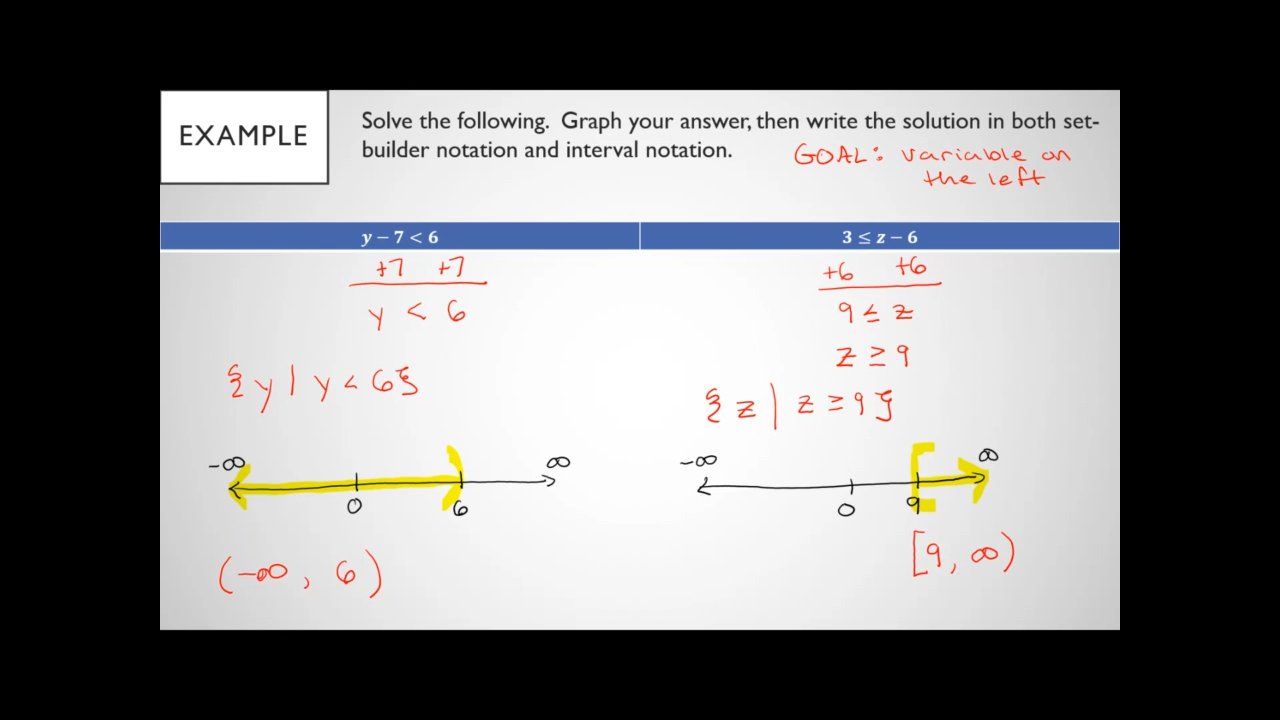 EXAMPLE
Solve the following. Graph your answer, then write the solution in both set-
builder notation and interval notation.
GOAL: variable on
the left
y − 7 < 6
+7 +7
y < 6
{y | y < 6}
-∞ ∞
0 6
(-∞, 6)
3 ≤ z − 6
+6 +6
9 ≤ z
z ≥ 9
{z | z ≥ 9}
-∞ ∞
0 9
[9, ∞)